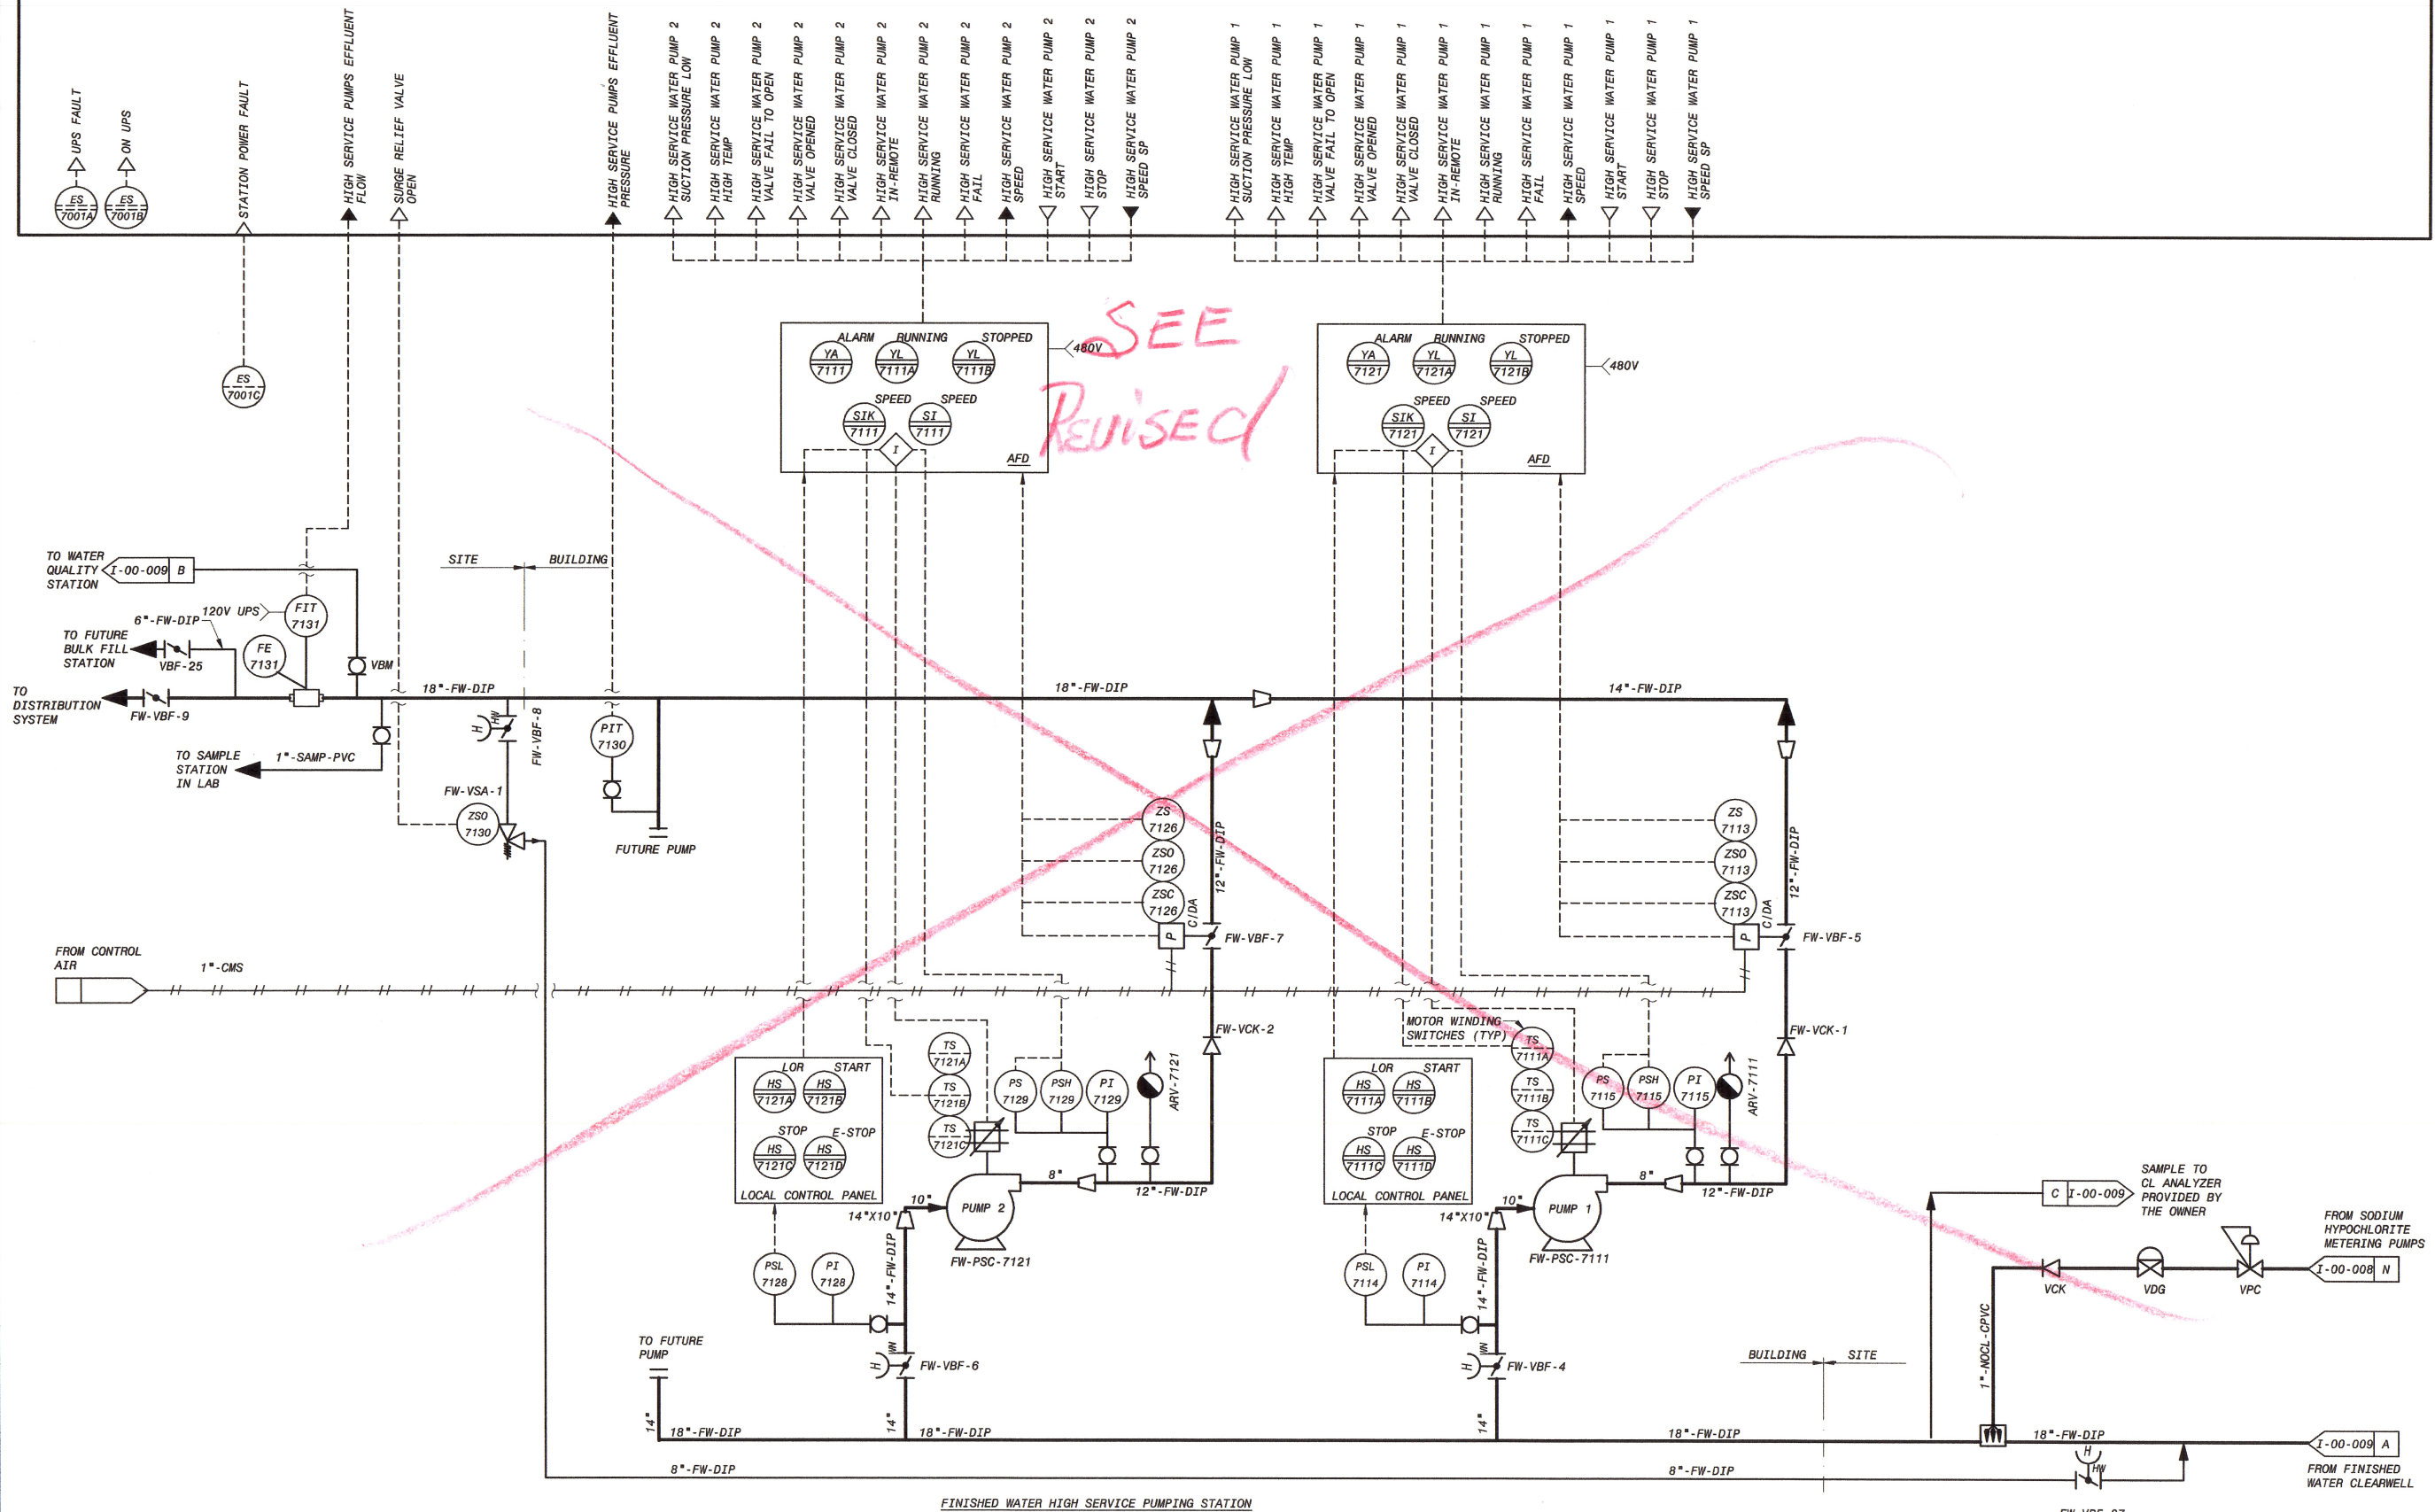 UPS FAULT
ON UPS
STATION POWER FAULT
HIGH SERVICE PUMPS EFFLUENT
FLOW
SURGE RELIEF VALVE
OPEN
HIGH SERVICE PUMPS EFFLUENT
PRESSURE
HIGH SERVICE WATER PUMP 2
SUCTION PRESSURE LOW
HIGH SERVICE WATER PUMP 2
HIGH TEMP
HIGH SERVICE WATER PUMP 2
VALVE FAIL TO OPEN
HIGH SERVICE WATER PUMP 2
VALVE OPENED
HIGH SERVICE WATER PUMP 2
VALVE CLOSED
HIGH SERVICE WATER PUMP 2
IN-REMOTE
HIGH SERVICE WATER PUMP 2
RUNNING
HIGH SERVICE WATER PUMP 2
FAIL
HIGH SERVICE WATER PUMP 2
SPEED
HIGH SERVICE WATER PUMP 2
START
HIGH SERVICE WATER PUMP 2
STOP
HIGH SERVICE WATER PUMP 2
SPEED SP
HIGH SERVICE WATER PUMP 1
SUCTION PRESSURE LOW
HIGH SERVICE WATER PUMP 1
HIGH TEMP
HIGH SERVICE WATER PUMP 1
VALVE FAIL TO OPEN
HIGH SERVICE WATER PUMP 1
VALVE OPENED
HIGH SERVICE WATER PUMP 1
VALVE CLOSED
HIGH SERVICE WATER PUMP 1
IN-REMOTE
HIGH SERVICE WATER PUMP 1
RUNNING
HIGH SERVICE WATER PUMP 1
FAIL
HIGH SERVICE WATER PUMP 1
SPEED
HIGH SERVICE WATER PUMP 1
START
HIGH SERVICE WATER PUMP 1
STOP
HIGH SERVICE WATER PUMP 1
SPEED SP
ES
7001A
ES
7001B
ES
7001C
ALARM RUNNING STOPPED
YA
7111
YL
7111A
YL
7111B
480V
SPEED SPEED
SIK
7111
SI
7111
I
AFD
SEE
REVISED
ALARM RUNNING STOPPED
YA
7121
YL
7121A
YL
7121B
480V
SPEED SPEED
SIK
7121
SI
7121
I
AFD
TO WATER
QUALITY
STATION
I-00-009 B
SITE BUILDING
120V UPS
FIT
7131
6"-FW-DIP
TO FUTURE
BULK FILL
STATION
VBF-25
FE
7131
VBM
TO
DISTRIBUTION
SYSTEM
FW-VBF-9
18"-FW-DIP
18"-FW-DIP
14"-FW-DIP
H
HW
FW-VBF-8
PIT
7130
TO SAMPLE
STATION
IN LAB
1"-SAMP-PVC
FW-VSA-1
ZSO
7130
FUTURE PUMP
ZS
7126
ZSO
7126
ZSC
7126
12"-FW-DIP
C/DA
P
FW-VBF-7
ZS
7113
ZSO
7113
ZSC
7113
12"-FW-DIP
C/DA
P
FW-VBF-5
FROM CONTROL
AIR
1"-CMS
FW-VCK-2
MOTOR WINDING
SWITCHES (TYP)
FW-VCK-1
LOR START
HS
7121A
HS
7121B
STOP E-STOP
HS
7121C
HS
7121D
LOCAL CONTROL PANEL
TS
7121A
TS
7121B
TS
7121C
PS
7129
PSH
7129
PI
7129
ARV-7121
8"
12"-FW-DIP
10"
14"X10"
PUMP 2
FW-PSC-7121
PSL
7128
PI
7128
14"-FW-DIP
HW
H
FW-VBF-6
LOR START
HS
7111A
HS
7111B
STOP E-STOP
HS
7111C
HS
7111D
LOCAL CONTROL PANEL
TS
7111A
TS
7111B
TS
7111C
PS
7115
PSH
7115
PI
7115
ARV-7111
8"
12"-FW-DIP
10"
14"X10"
PUMP 1
FW-PSC-7111
PSL
7114
PI
7114
14"-FW-DIP
HW
H
FW-VBF-4
C I-00-009
SAMPLE TO
CL ANALYZER
PROVIDED BY
THE OWNER
FROM SODIUM
HYPOCHLORITE
METERING PUMPS
I-00-008 N
VCK
VDG
VPC
1"-NOCL-CPVC
TO FUTURE
PUMP
BUILDING SITE
14"
14"
14"
18"-FW-DIP
18"-FW-DIP
18"-FW-DIP
18"-FW-DIP
I-00-009 A
FROM FINISHED
WATER CLEARWELL
H
HW
8"-FW-DIP
8"-FW-DIP
FINISHED WATER HIGH SERVICE PUMPING STATION